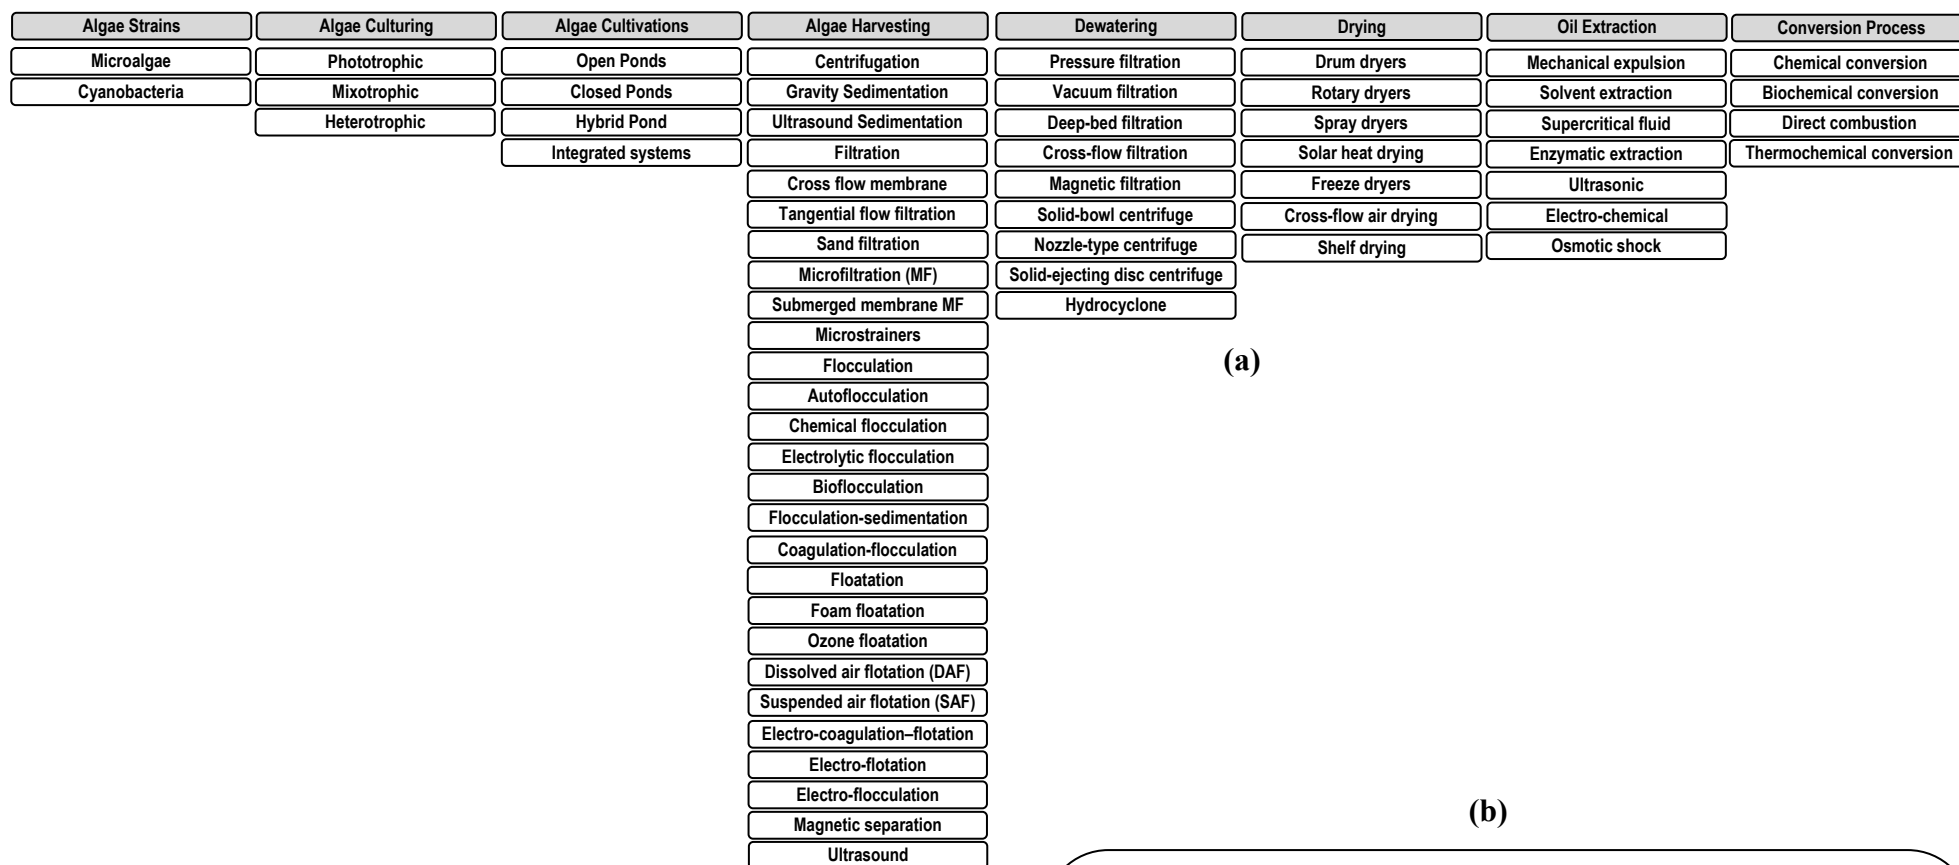 Algae Strains
Microalgae
Cyanobacteria
Algae Culturing
Phototrophic
Mixotrophic
Heterotrophic
Algae Cultivations
Open Ponds
Closed Ponds
Hybrid Pond
Integrated systems
Algae Harvesting
Centrifugation
Gravity Sedimentation
Ultrasound Sedimentation
Filtration
Cross flow membrane
Tangential flow filtration
Sand filtration
Microfiltration (MF)
Submerged membrane MF
Microstrainers
Flocculation
Autoflocculation
Chemical flocculation
Electrolytic flocculation
Bioflocculation
Flocculation-sedimentation
Coagulation-flocculation
Floatation
Foam floatation
Ozone floatation
Dissolved air flotation (DAF)
Suspended air flotation (SAF)
Electro-coagulation–flotation
Electro-flotation
Electro-flocculation
Magnetic separation
Ultrasound
Dewatering
Pressure filtration
Vacuum filtration
Deep-bed filtration
Cross-flow filtration
Magnetic filtration
Solid-bowl centrifuge
Nozzle-type centrifuge
Solid-ejecting disc centrifuge
Hydrocyclone
Drying
Drum dryers
Rotary dryers
Spray dryers
Solar heat drying
Freeze dryers
Cross-flow air drying
Shelf drying
Oil Extraction
Mechanical expulsion
Solvent extraction
Supercritical fluid
Enzymatic extraction
Ultrasonic
Electro-chemical
Osmotic shock
Conversion Process
Chemical conversion
Biochemical conversion
Direct combustion
Thermochemical conversion
(a)
(b)